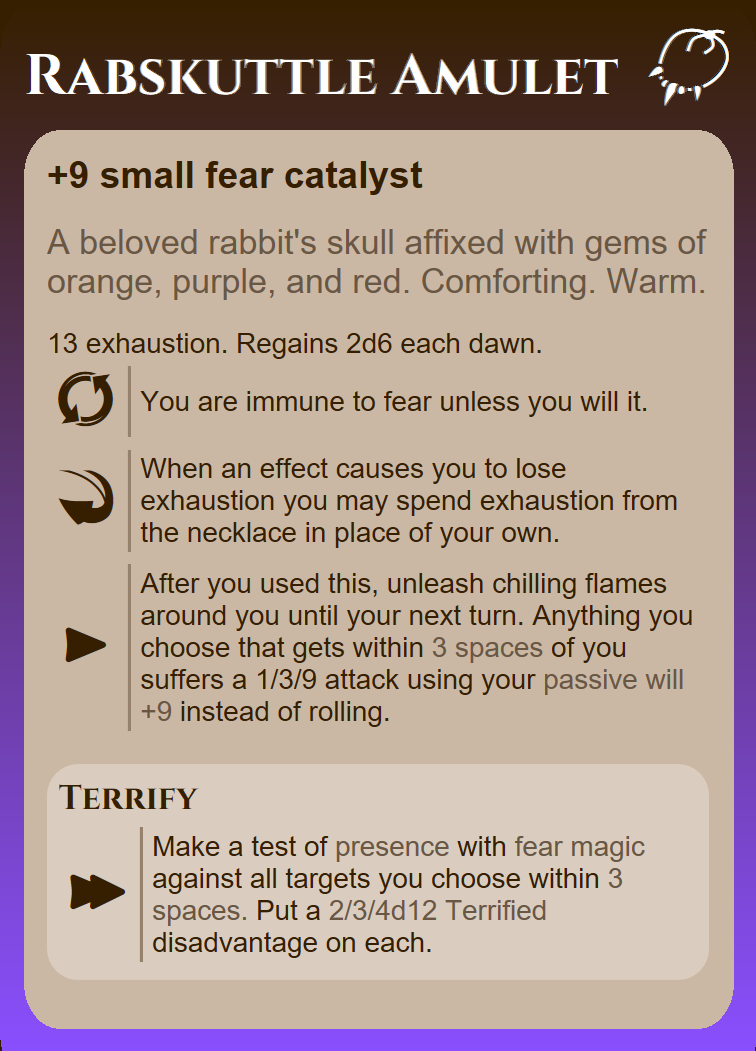 Rabskuttle Amulet
+9 small fear catalyst
A beloved rabbit's skull affixed with gems of
orange, purple, and red. Comforting. Warm.
13 exhaustion. Regains 2d6 each dawn.
You are immune to fear unless you will it.
When an effect causes you to lose
exhaustion you may spend exhaustion from
the necklace in place of your own.
After you used this, unleash chilling flames
around you until your next turn. Anything you
choose that gets within 3 spaces of you
suffers a 1/3/9 attack using your passive will
+9 instead of rolling.
Terrify
Make a test of presence with fear magic
against all targets you choose within 3
spaces. Put a 2/3/4d12 Terrified
disadvantage on each.